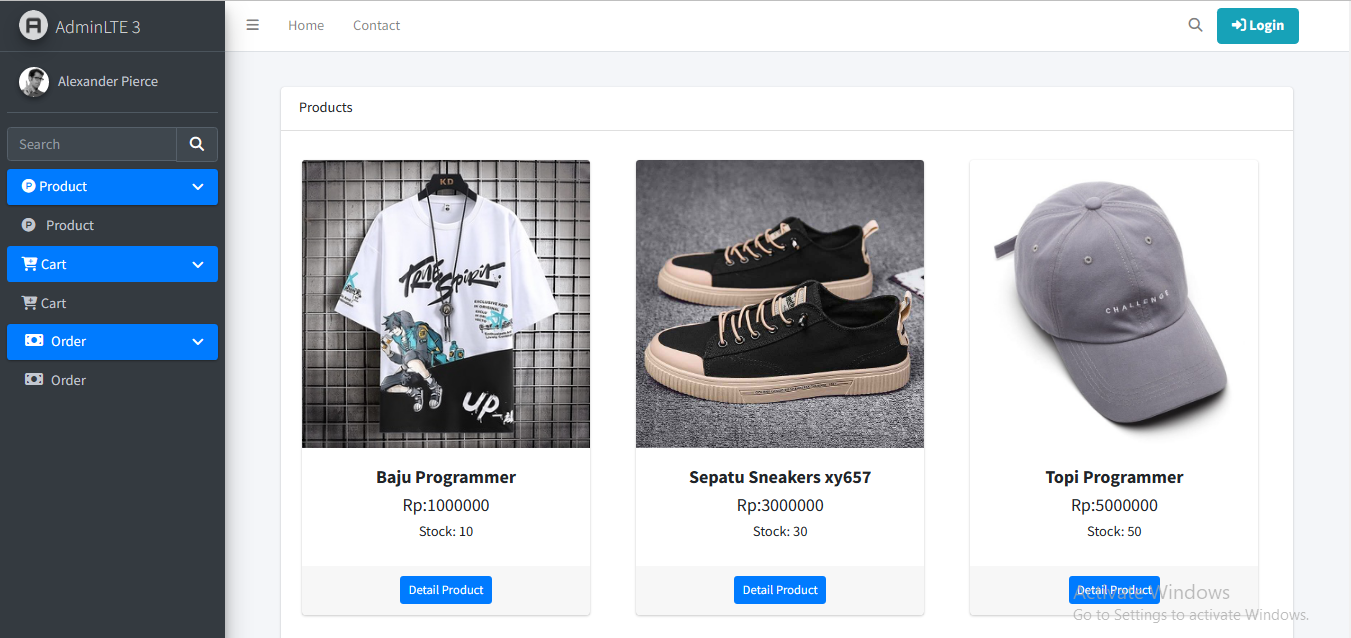 AdminLTE 3
Home
Contact
Login
Alexander Pierce
Search
Product
Product
Cart
Cart
Order
Order
Products
KD
TRUE Spirit
UP
CHALLENGE
Baju Programmer
Sepatu Sneakers xy657
Topi Programmer
Rp:1000000
Rp:3000000
Rp:5000000
Stock: 10
Stock: 30
Stock: 50
Detail Product
Detail Product
Detail Product
Activate Windows
Go to Settings to activate Windows.